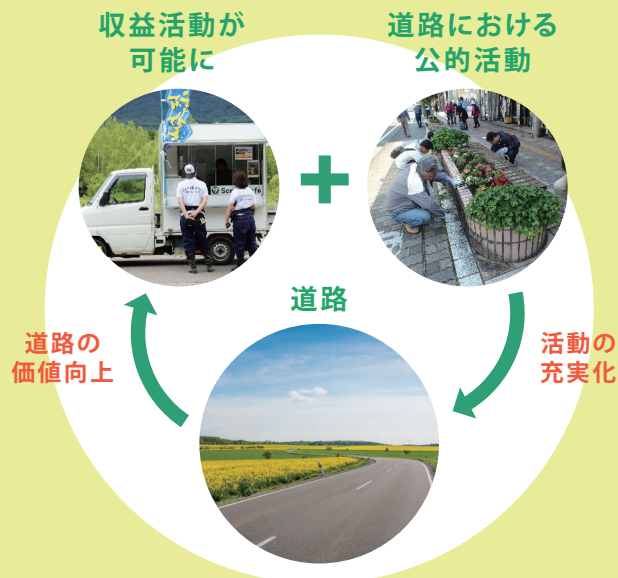 収益活動が
可能に
道路における
公的活動
道路
道路の
価値向上
活動の
充実化